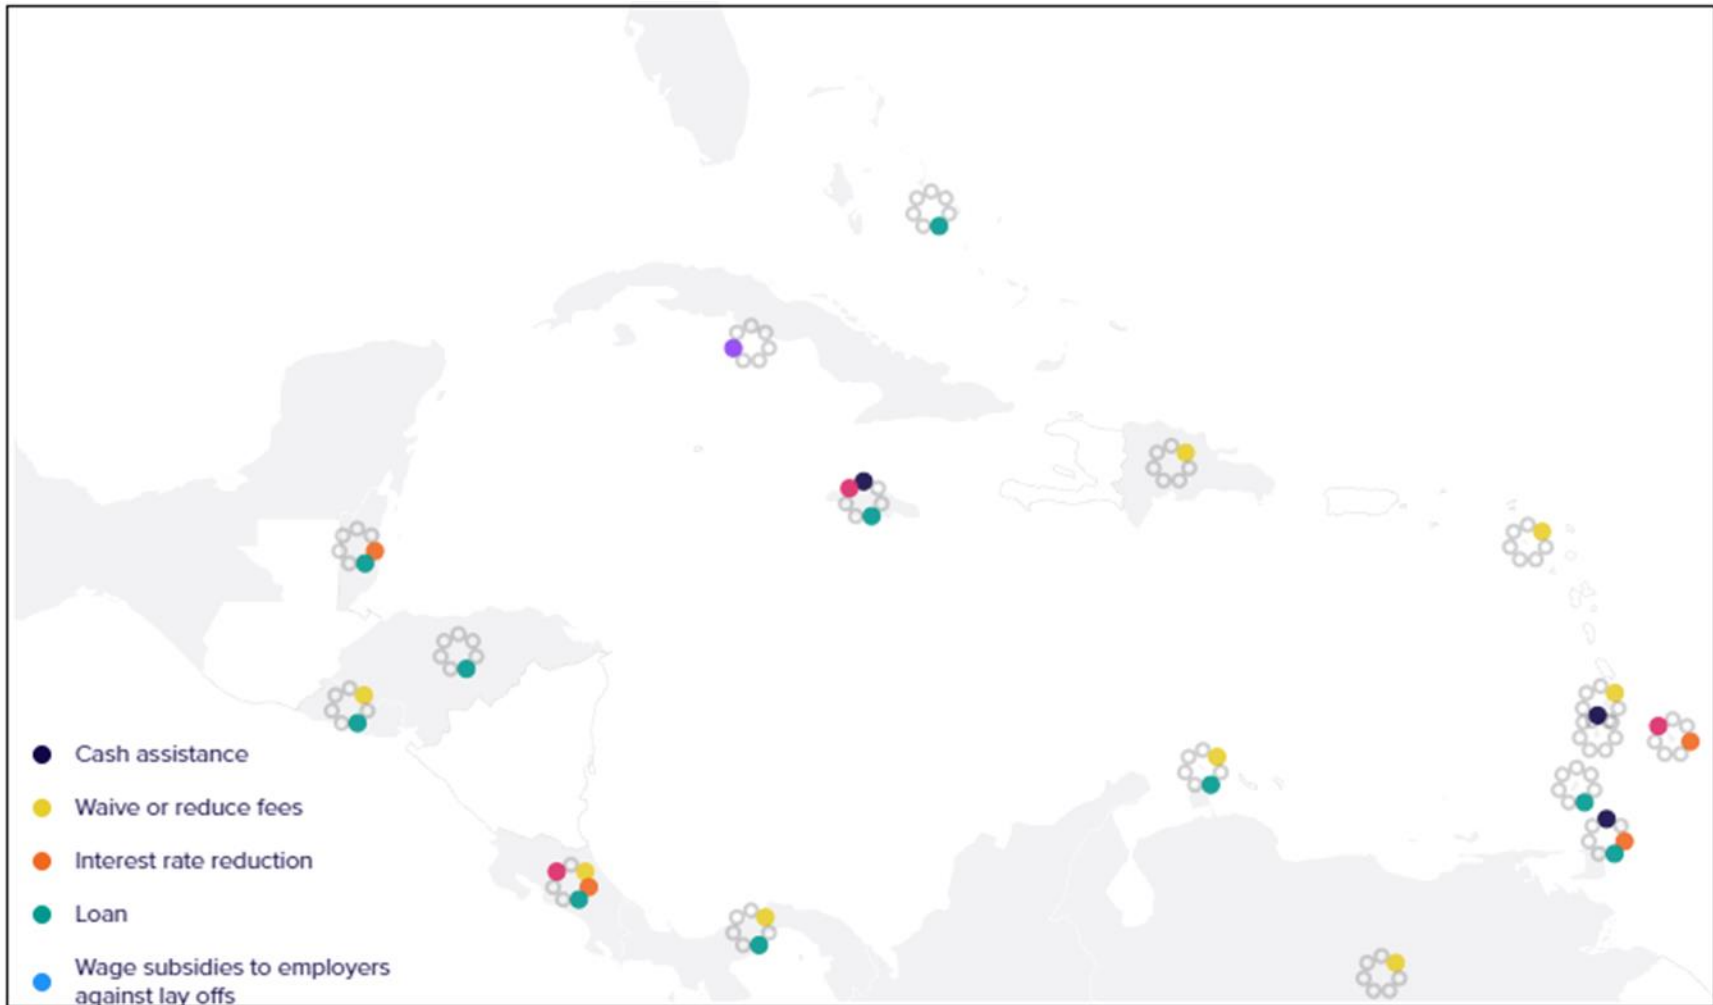 Cash assistance
Waive or reduce fees
Interest rate reduction
Loan
Wage subsidies to employers
against lay offs